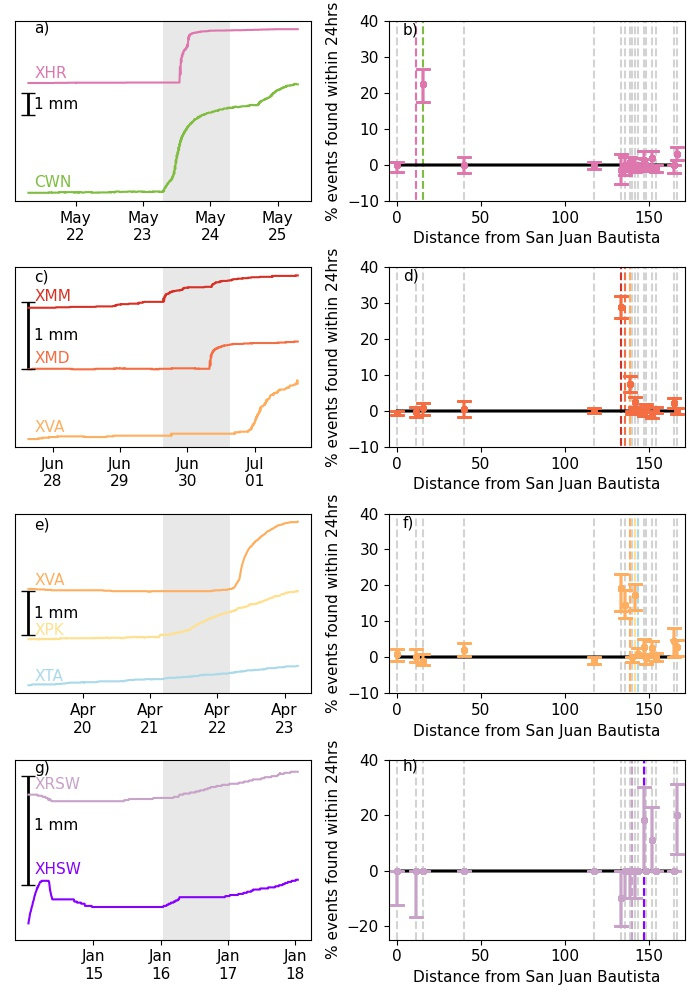 a)
XHR
1 mm
CWN
May 22
May 23
May 24
May 25
b)
% events found within 24hrs
40
30
20
10
0
−10
0
50
100
150
Distance from San Juan Bautista
c)
XMM
1 mm
XMD
XVA
Jun 28
Jun 29
Jun 30
Jul 01
d)
% events found within 24hrs
40
30
20
10
0
−10
0
50
100
150
Distance from San Juan Bautista
e)
XVA
1 mm
XPK
XTA
Apr 20
Apr 21
Apr 22
Apr 23
f)
% events found within 24hrs
40
30
20
10
0
−10
0
50
100
150
Distance from San Juan Bautista
g)
XRSW
1 mm
XHSW
Jan 15
Jan 16
Jan 17
Jan 18
h)
% events found within 24hrs
40
20
0
−20
0
50
100
150
Distance from San Juan Bautista